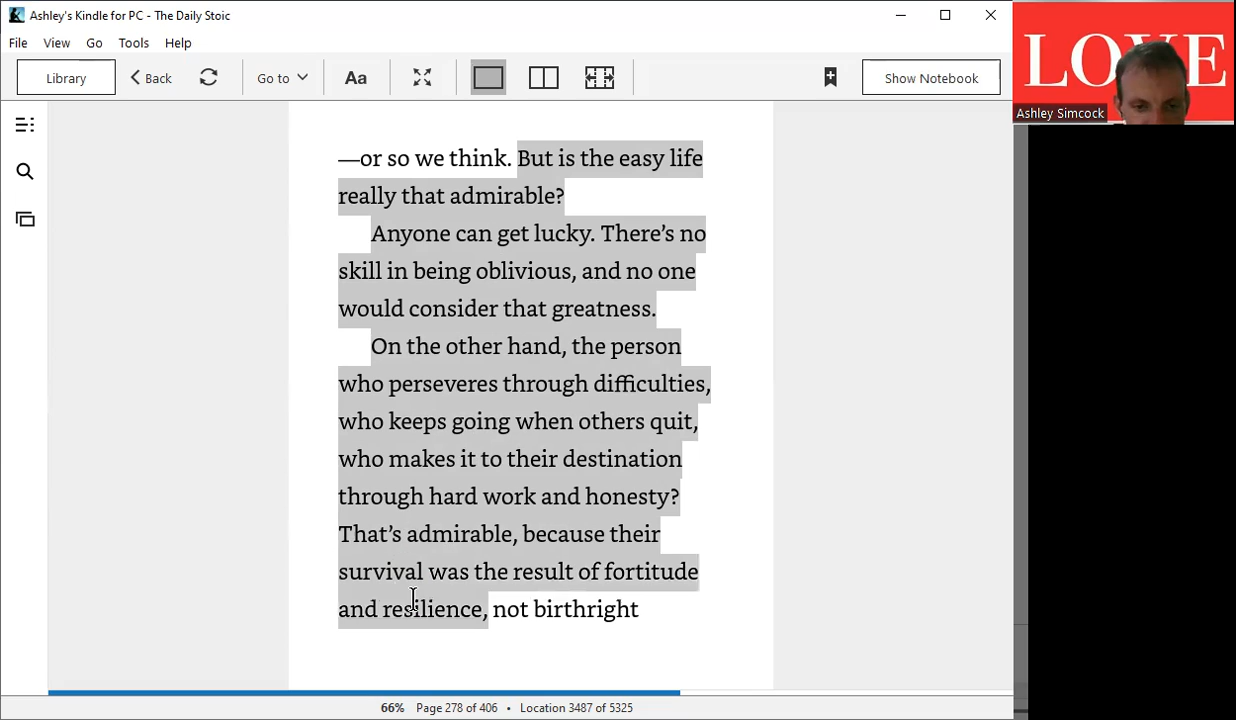 Ashley's Kindle for PC - The Daily Stoic
File View Go Tools Help
Library Back Go to Aa Show Notebook
LOVE
Ashley Simcock
—or so we think. But is the easy life
really that admirable?
Anyone can get lucky. There's no
skill in being oblivious, and no one
would consider that greatness.
On the other hand, the person
who perseveres through difficulties,
who keeps going when others quit,
who makes it to their destination
through hard work and honesty?
That's admirable, because their
survival was the result of fortitude
and resilience, not birthright
66% Page 278 of 406 • Location 3487 of 5325